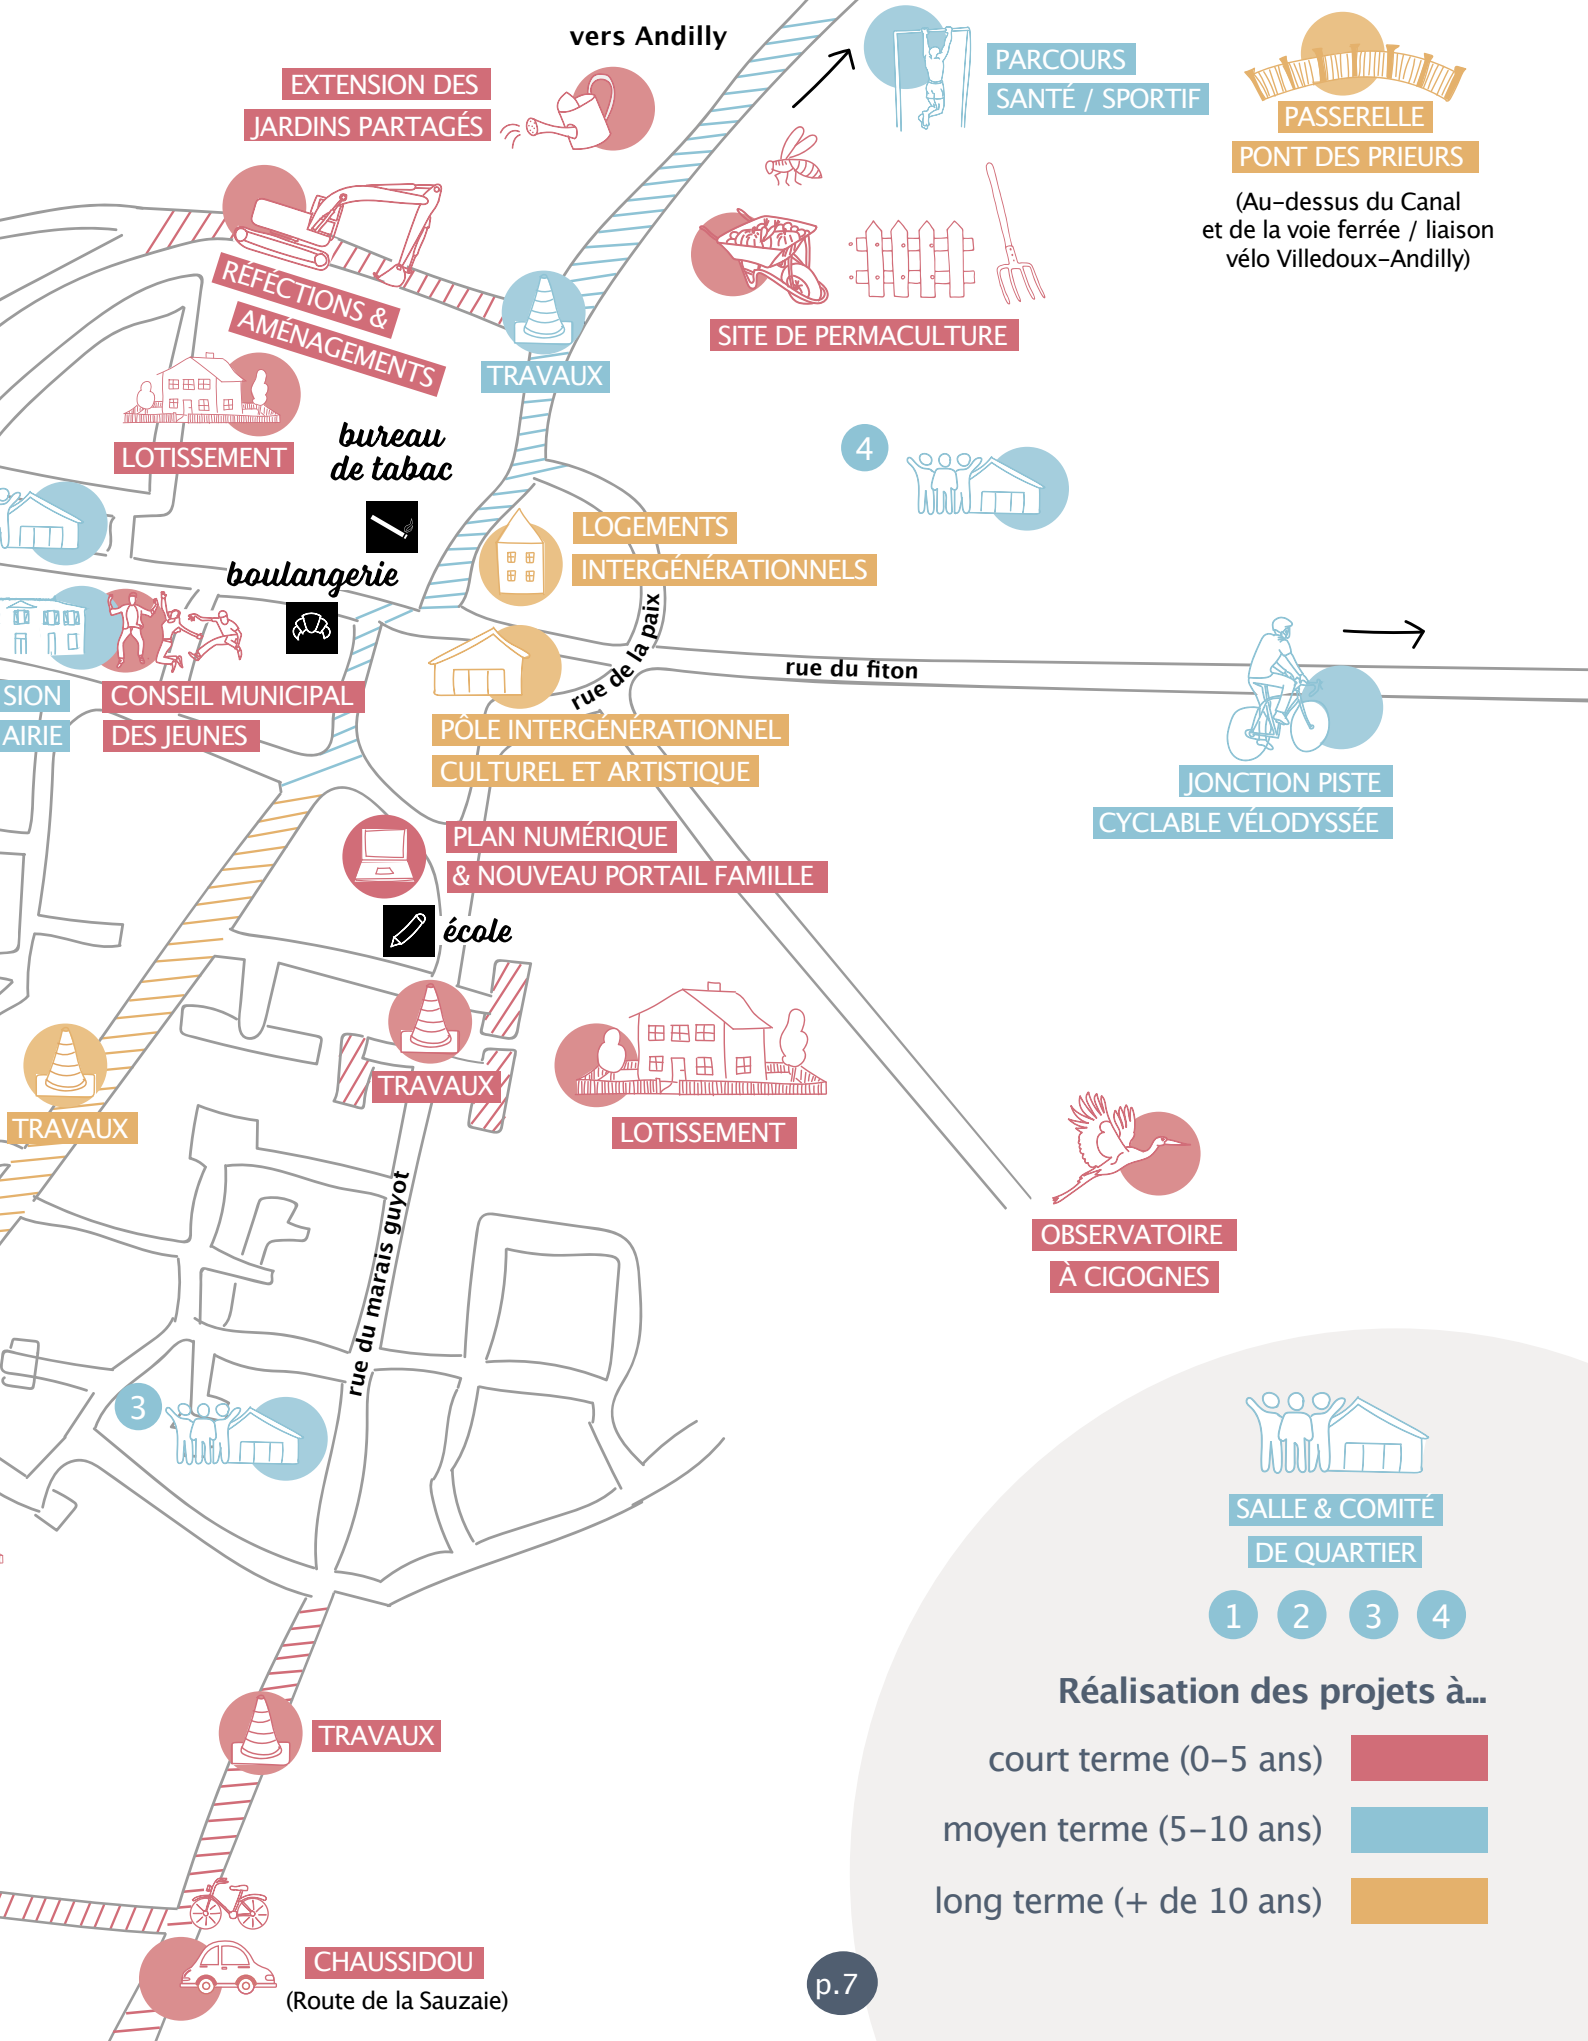 vers Andilly
PARCOURS
SANTÉ / SPORTIF
EXTENSION DES
JARDINS PARTAGÉS
PASSERELLE
PONT DES PRIEURS
(Au-dessus du Canal
et de la voie ferrée / liaison
vélo Villedoux-Andilly)
RÉFÉCTIONS &
AMÉNAGEMENTS
SITE DE PERMACULTURE
TRAVAUX
LOTISSEMENT
bureau
de tabac
4
LOGEMENTS
INTERGÉNÉRATIONNELS
boulangerie
rue de la paix
rue du fiton
SION
AIRIE
CONSEIL MUNICIPAL
DES JEUNES
PÔLE INTERGÉNÉRATIONNEL
CULTUREL ET ARTISTIQUE
JONCTION PISTE
CYCLABLE VÉLODYSSÉE
PLAN NUMÉRIQUE
& NOUVEAU PORTAIL FAMILLE
école
TRAVAUX
TRAVAUX
LOTISSEMENT
rue du marais guyot
OBSERVATOIRE
À CIGOGNES
3
SALLE & COMITÉ
DE QUARTIER
1 2 3 4
Réalisation des projets à...
court terme (0-5 ans)
moyen terme (5-10 ans)
long terme (+ de 10 ans)
TRAVAUX
CHAUSSIDOU
(Route de la Sauzaie)
p.7